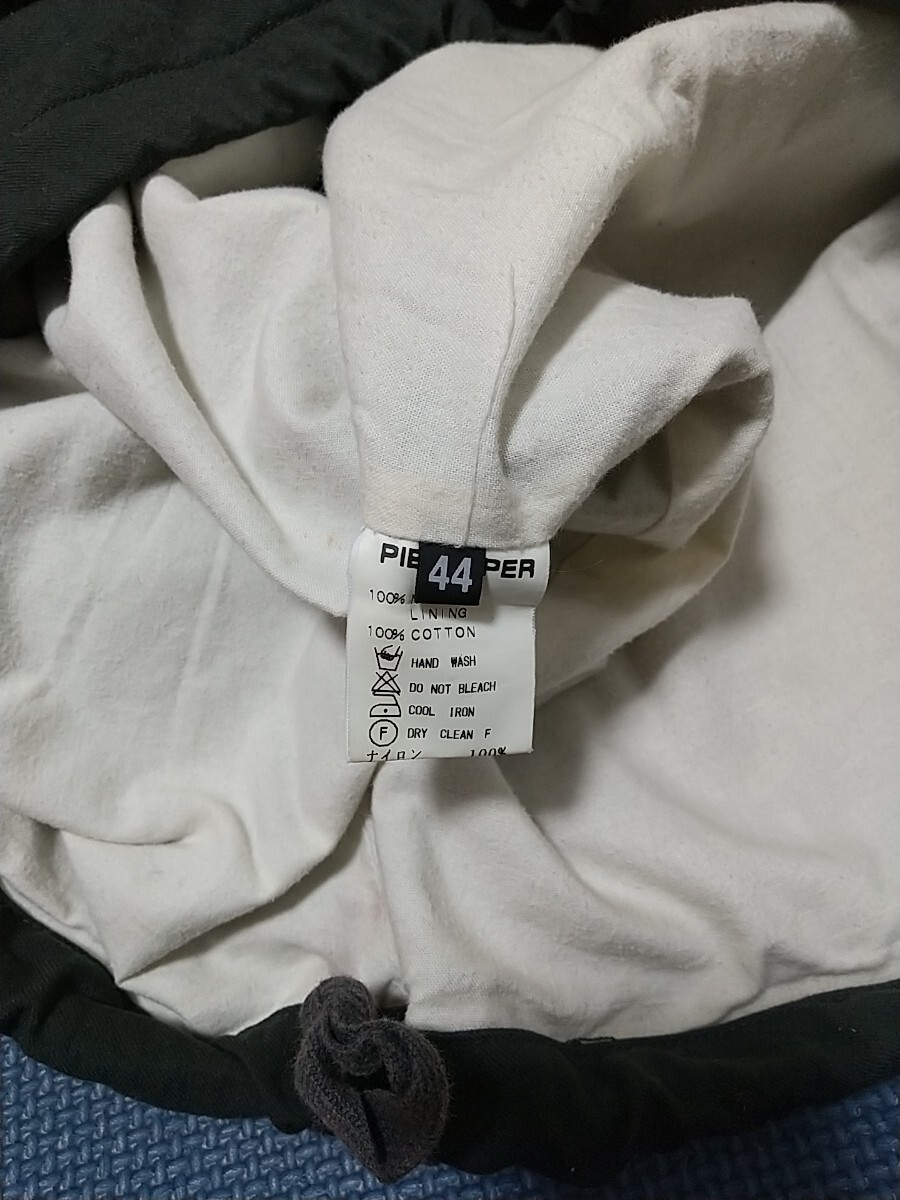 PIE
44
PER
100% N
LINING
100% COTTON
HAND WASH
DO NOT BLEACH
COOL IRON
F DRY CLEAN F
ナイロン 100%